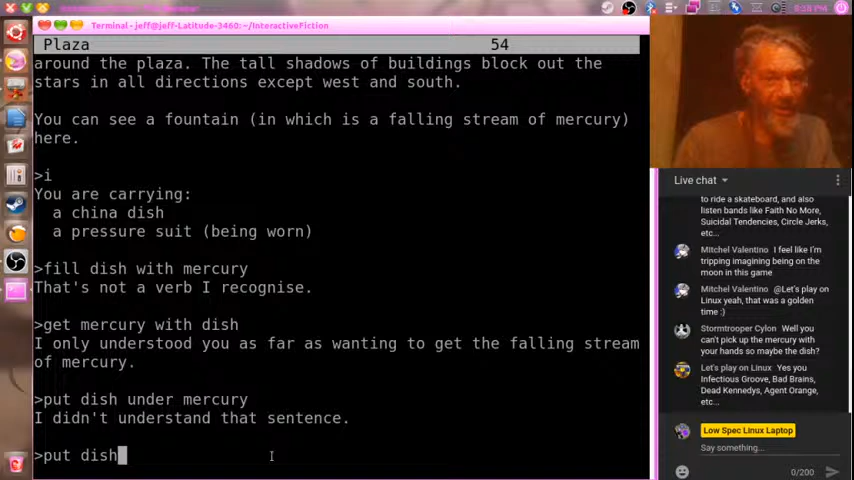 Terminal - jeff@jeff-Latitude-3460:~/InteractiveFiction
Plaza 54
around the plaza. The tall shadows of buildings block out the
stars in all directions except west and south.
You can see a fountain (in which is a falling stream of mercury)
here.
>i
You are carrying:
a china dish
a pressure suit (being worn)
>fill dish with mercury
That's not a verb I recognise.
>get mercury with dish
I only understood you as far as wanting to get the falling stream
of mercury.
>put dish under mercury
I didn't understand that sentence.
>put dish
Live chat
to ride a skateboard, and also
listen bands like Faith No More,
Suicidal Tendencies, Circle Jerks,
etc...
Mitchel Valentino I feel like I'm
tripping imagining being on the
moon in this game
Mitchel Valentino @Let's play on
Linux yeah, that was a golden
time :)
Stormtrooper Cylon Well you
can't pick up the mercury with
your hands so maybe the dish?
Let's play on Linux Yes you
Infectious Groove, Bad Brains,
Dead Kennedys, Agent Orange,
etc...
Low Spec Linux Laptop
Say something...
0/200